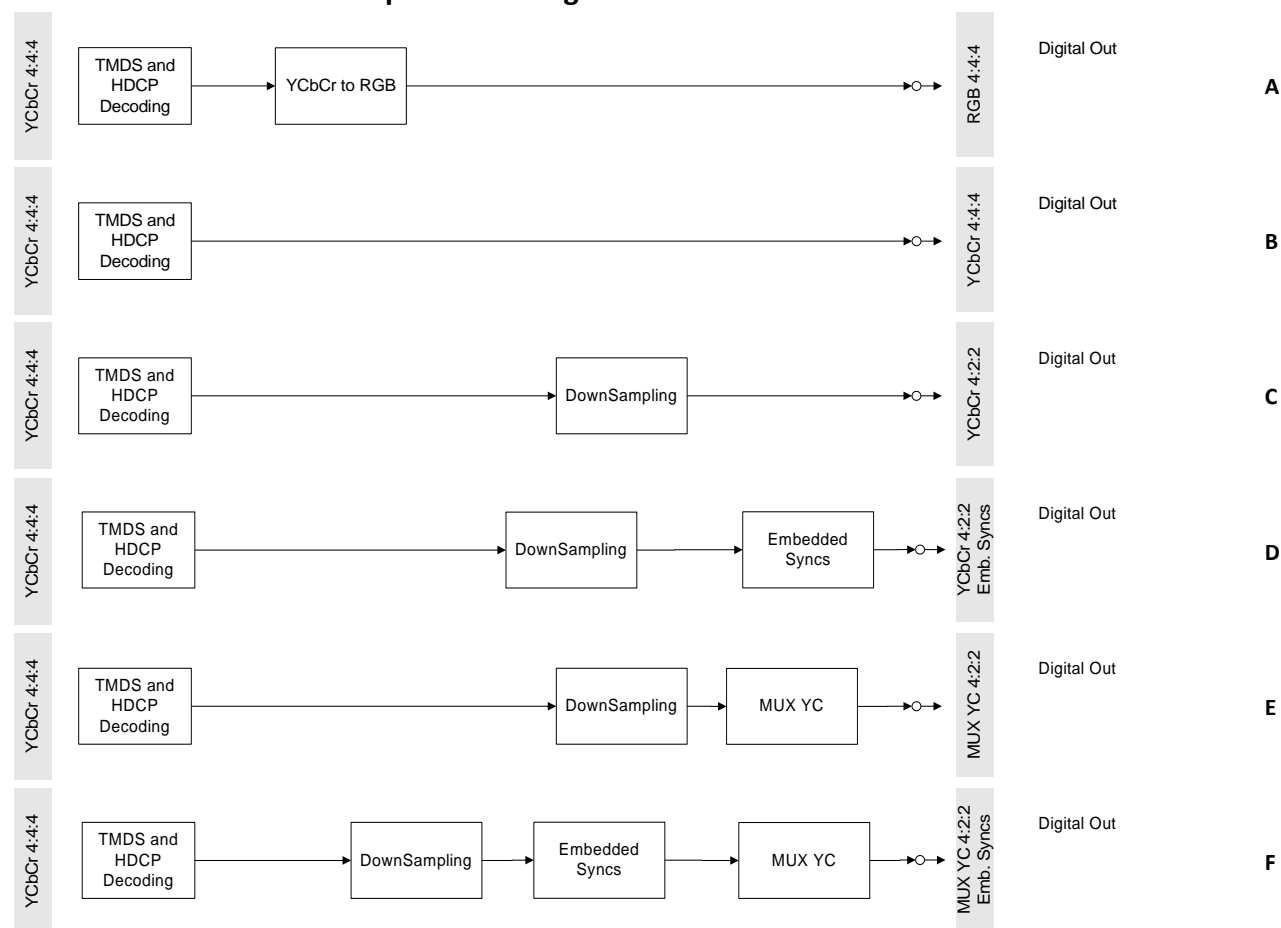 YCbCr 4:4:4
TMDS and
HDCP
Decoding
YCbCr to RGB
RGB 4:4:4
Digital Out
A
YCbCr 4:4:4
TMDS and
HDCP
Decoding
YCbCr 4:4:4
Digital Out
B
YCbCr 4:4:4
TMDS and
HDCP
Decoding
DownSampling
YCbCr 4:2:2
Digital Out
C
YCbCr 4:4:4
TMDS and
HDCP
Decoding
DownSampling
Embedded
Syncs
YCbCr 4:2:2
Emb. Syncs
Digital Out
D
YCbCr 4:4:4
TMDS and
HDCP
Decoding
DownSampling
MUX YC
MUX YC 4:2:2
Digital Out
E
YCbCr 4:4:4
TMDS and
HDCP
Decoding
DownSampling
Embedded
Syncs
MUX YC
MUX YC 4:2:2
Emb. Syncs
Digital Out
F